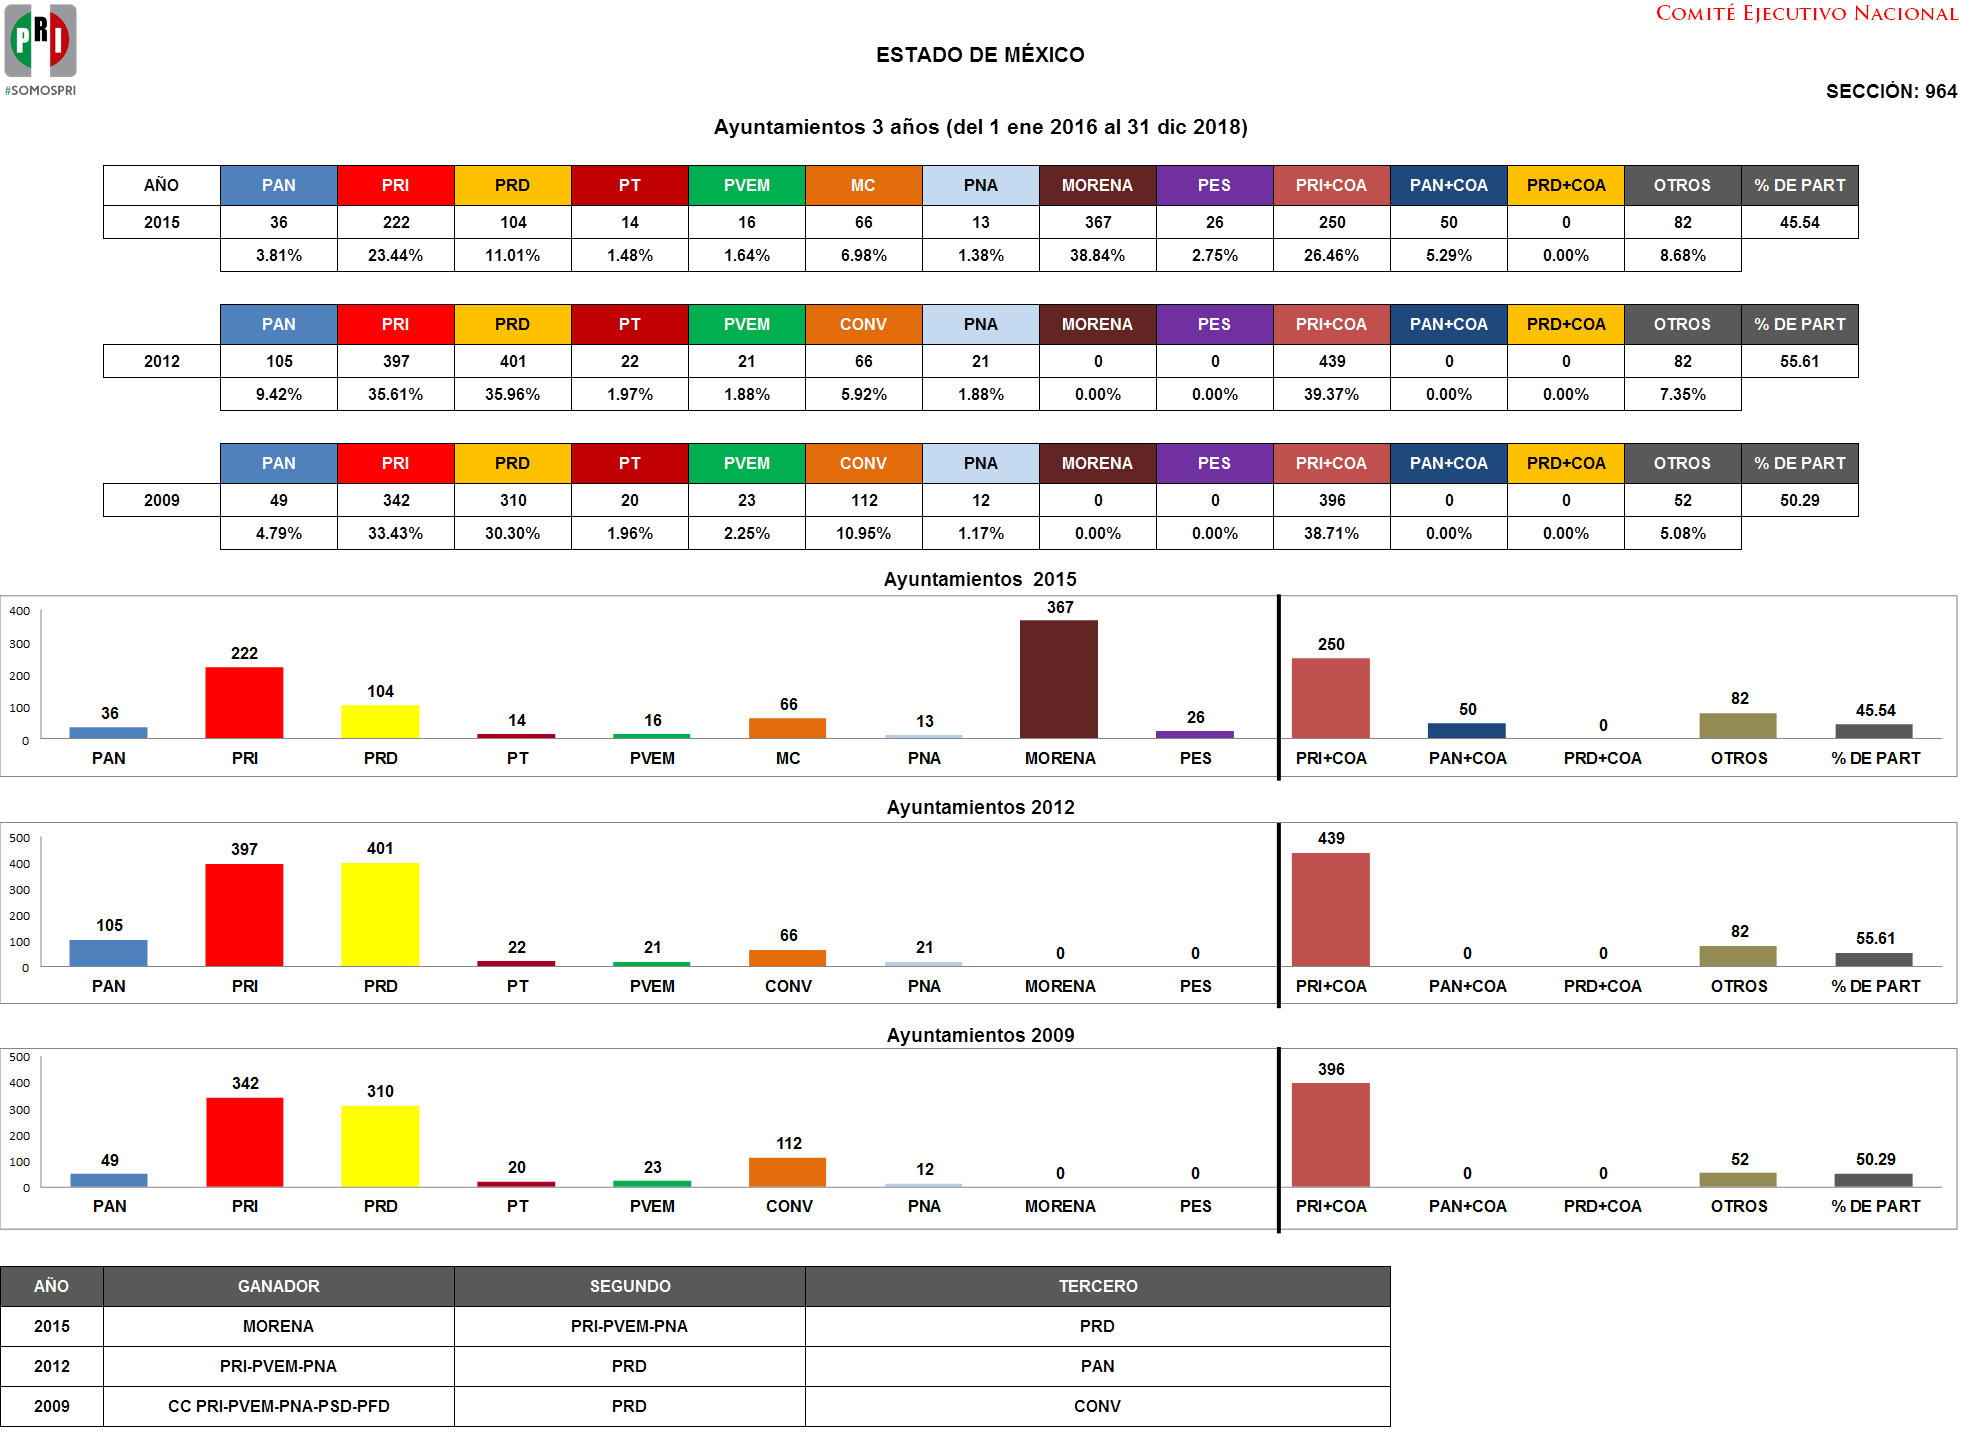 PRI
#SOMOSPRI
COMITÉ EJECUTIVO NACIONAL
ESTADO DE MÉXICO
SECCIÓN: 964
Ayuntamientos 3 años (del 1 ene 2016 al 31 dic 2018)
AÑO PAN PRI PRD PT PVEM MC PNA MORENA PES PRI+COA PAN+COA PRD+COA OTROS % DE PART
2015 36 222 104 14 16 66 13 367 26 250 50 0 82 45.54
3.81% 23.44% 11.01% 1.48% 1.64% 6.98% 1.38% 38.84% 2.75% 26.46% 5.29% 0.00% 8.68%
PAN PRI PRD PT PVEM CONV PNA MORENA PES PRI+COA PAN+COA PRD+COA OTROS % DE PART
2012 105 397 401 22 21 66 21 0 0 439 0 0 82 55.61
9.42% 35.61% 35.96% 1.97% 1.88% 5.92% 1.88% 0.00% 0.00% 39.37% 0.00% 0.00% 7.35%
PAN PRI PRD PT PVEM CONV PNA MORENA PES PRI+COA PAN+COA PRD+COA OTROS % DE PART
2009 49 342 310 20 23 112 12 0 0 396 0 0 52 50.29
4.79% 33.43% 30.30% 1.96% 2.25% 10.95% 1.17% 0.00% 0.00% 38.71% 0.00% 0.00% 5.08%
Ayuntamientos 2015
400
300
200
100
0
36 222 104 14 16 66 13 367 26 250 50 0 82 45.54
PAN PRI PRD PT PVEM MC PNA MORENA PES PRI+COA PAN+COA PRD+COA OTROS % DE PART
Ayuntamientos 2012
500
400
300
200
100
0
105 397 401 22 21 66 21 0 0 439 0 0 82 55.61
PAN PRI PRD PT PVEM CONV PNA MORENA PES PRI+COA PAN+COA PRD+COA OTROS % DE PART
Ayuntamientos 2009
500
400
300
200
100
0
49 342 310 20 23 112 12 0 0 396 0 0 52 50.29
PAN PRI PRD PT PVEM CONV PNA MORENA PES PRI+COA PAN+COA PRD+COA OTROS % DE PART
AÑO GANADOR SEGUNDO TERCERO
2015 MORENA PRI-PVEM-PNA PRD
2012 PRI-PVEM-PNA PRD PAN
2009 CC PRI-PVEM-PNA-PSD-PFD PRD CONV